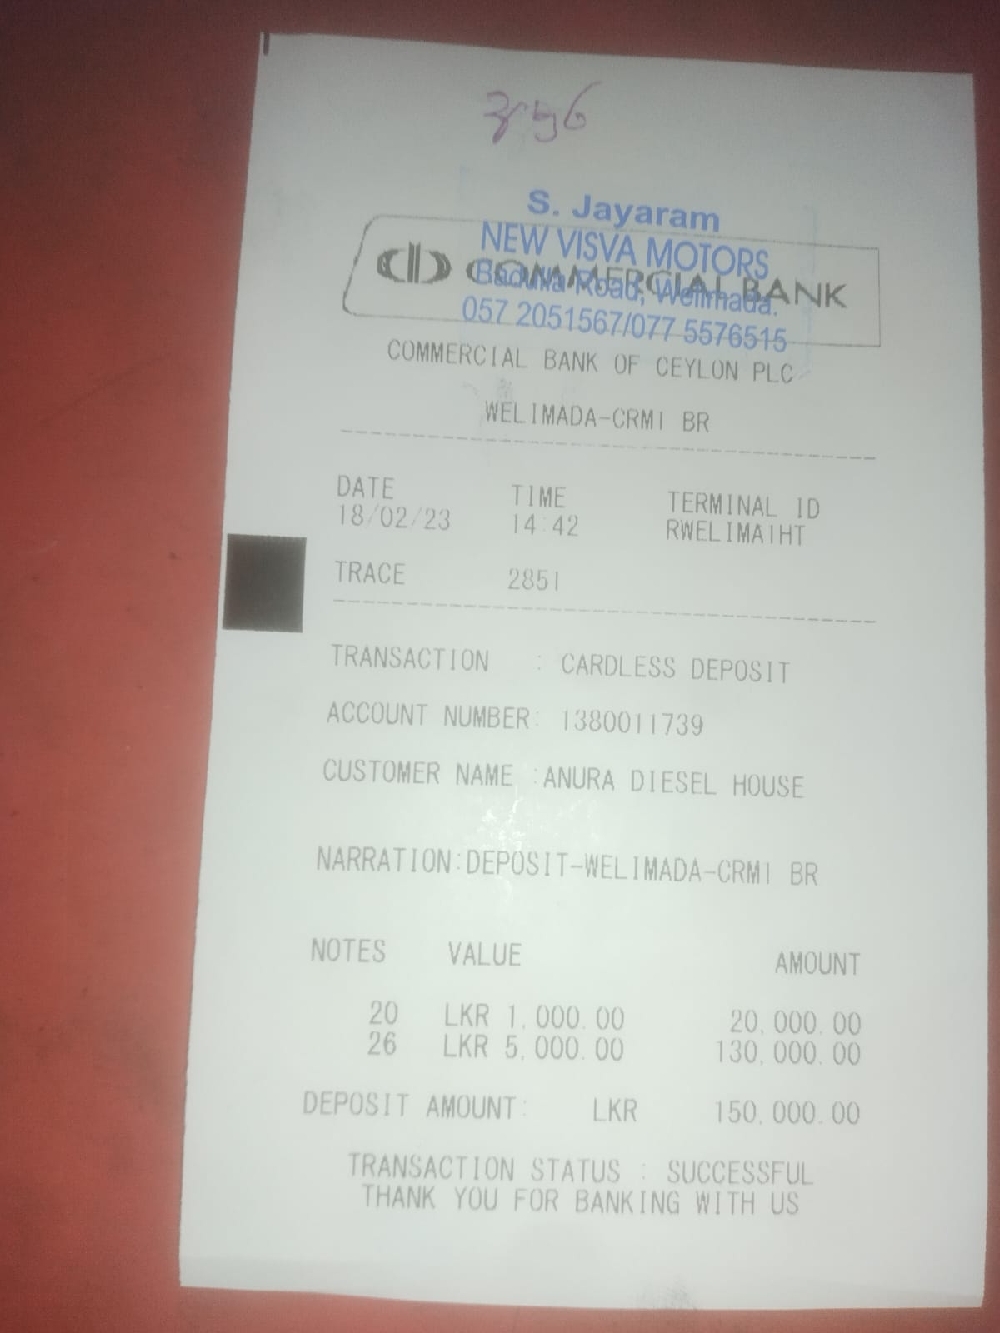 S. Jayaram
NEW VISVA MOTORS
COMMERCIAL BANK
Badulla Road, Welimada.
057 2051567/077 5576515
COMMERCIAL BANK OF CEYLON PLC
WELIMADA-CRM1 BR
DATE TIME TERMINAL ID
18/02/23 14:42 RWELIMA1HT
TRACE 2851
TRANSACTION : CARDLESS DEPOSIT
ACCOUNT NUMBER: 1380011739
CUSTOMER NAME :ANURA DIESEL HOUSE
NARRATION:DEPOSIT-WELIMADA-CRM1 BR
NOTES VALUE AMOUNT
20 LKR 1,000.00 20,000.00
26 LKR 5,000.00 130,000.00
DEPOSIT AMOUNT: LKR 150,000.00
TRANSACTION STATUS : SUCCESSFUL
THANK YOU FOR BANKING WITH US